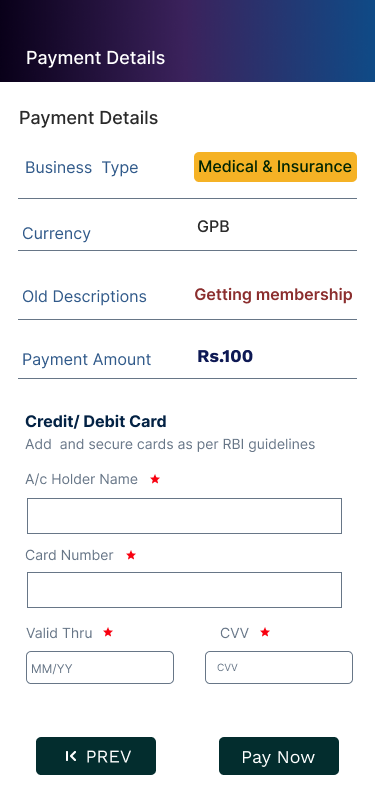 Payment Details
Payment Details
Business Type Medical & Insurance
Currency GPB
Old Descriptions Getting membership
Payment Amount Rs.100
Credit/ Debit Card
Add and secure cards as per RBI guidelines
A/c Holder Name
Card Number
Valid Thru CVV
MM/YY CVV
PREV Pay Now